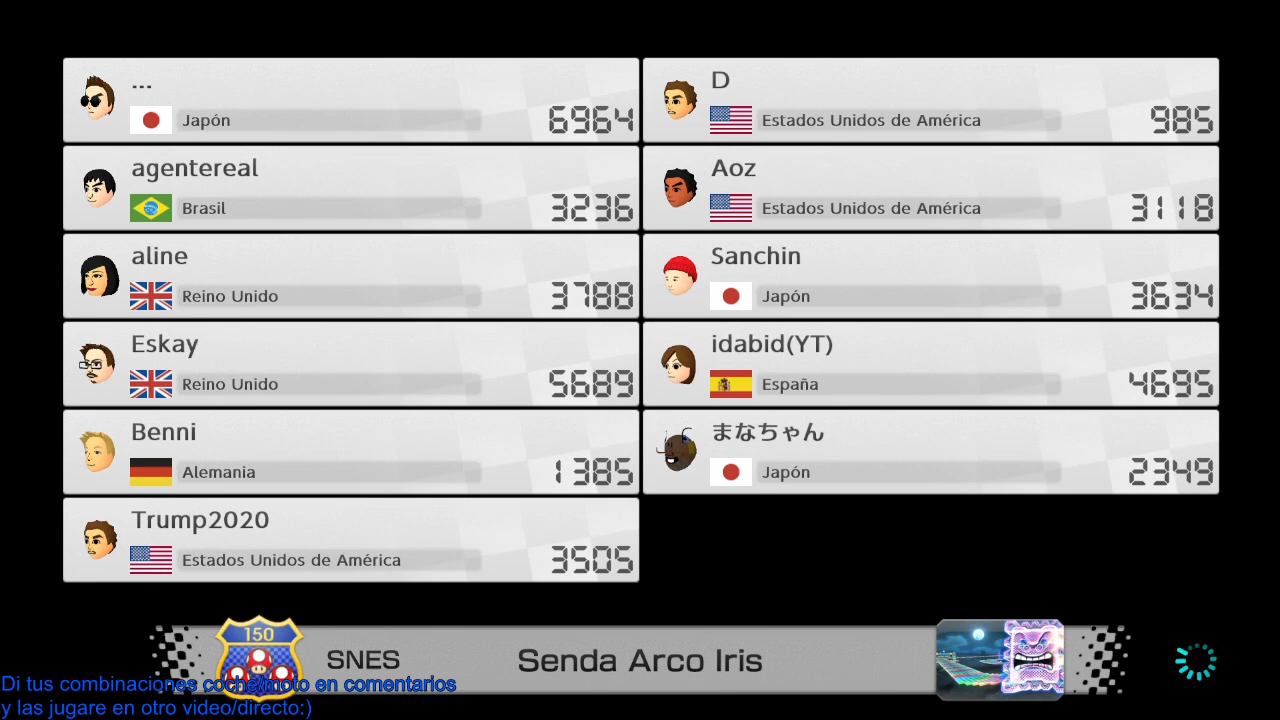 ...
Japón
6964
D
Estados Unidos de América
985
agentereal
Brasil
3236
Aoz
Estados Unidos de América
3118
aline
Reino Unido
3788
Sanchin
Japón
3634
Eskay
Reino Unido
5689
idabid(YT)
España
4695
Benni
Alemania
1385
まなちゃん
Japón
2349
Trump2020
Estados Unidos de América
3505
150
SNES
Senda Arco Iris
Di tus combinaciones coche/moto en comentarios
y las jugare en otro video/directo:)